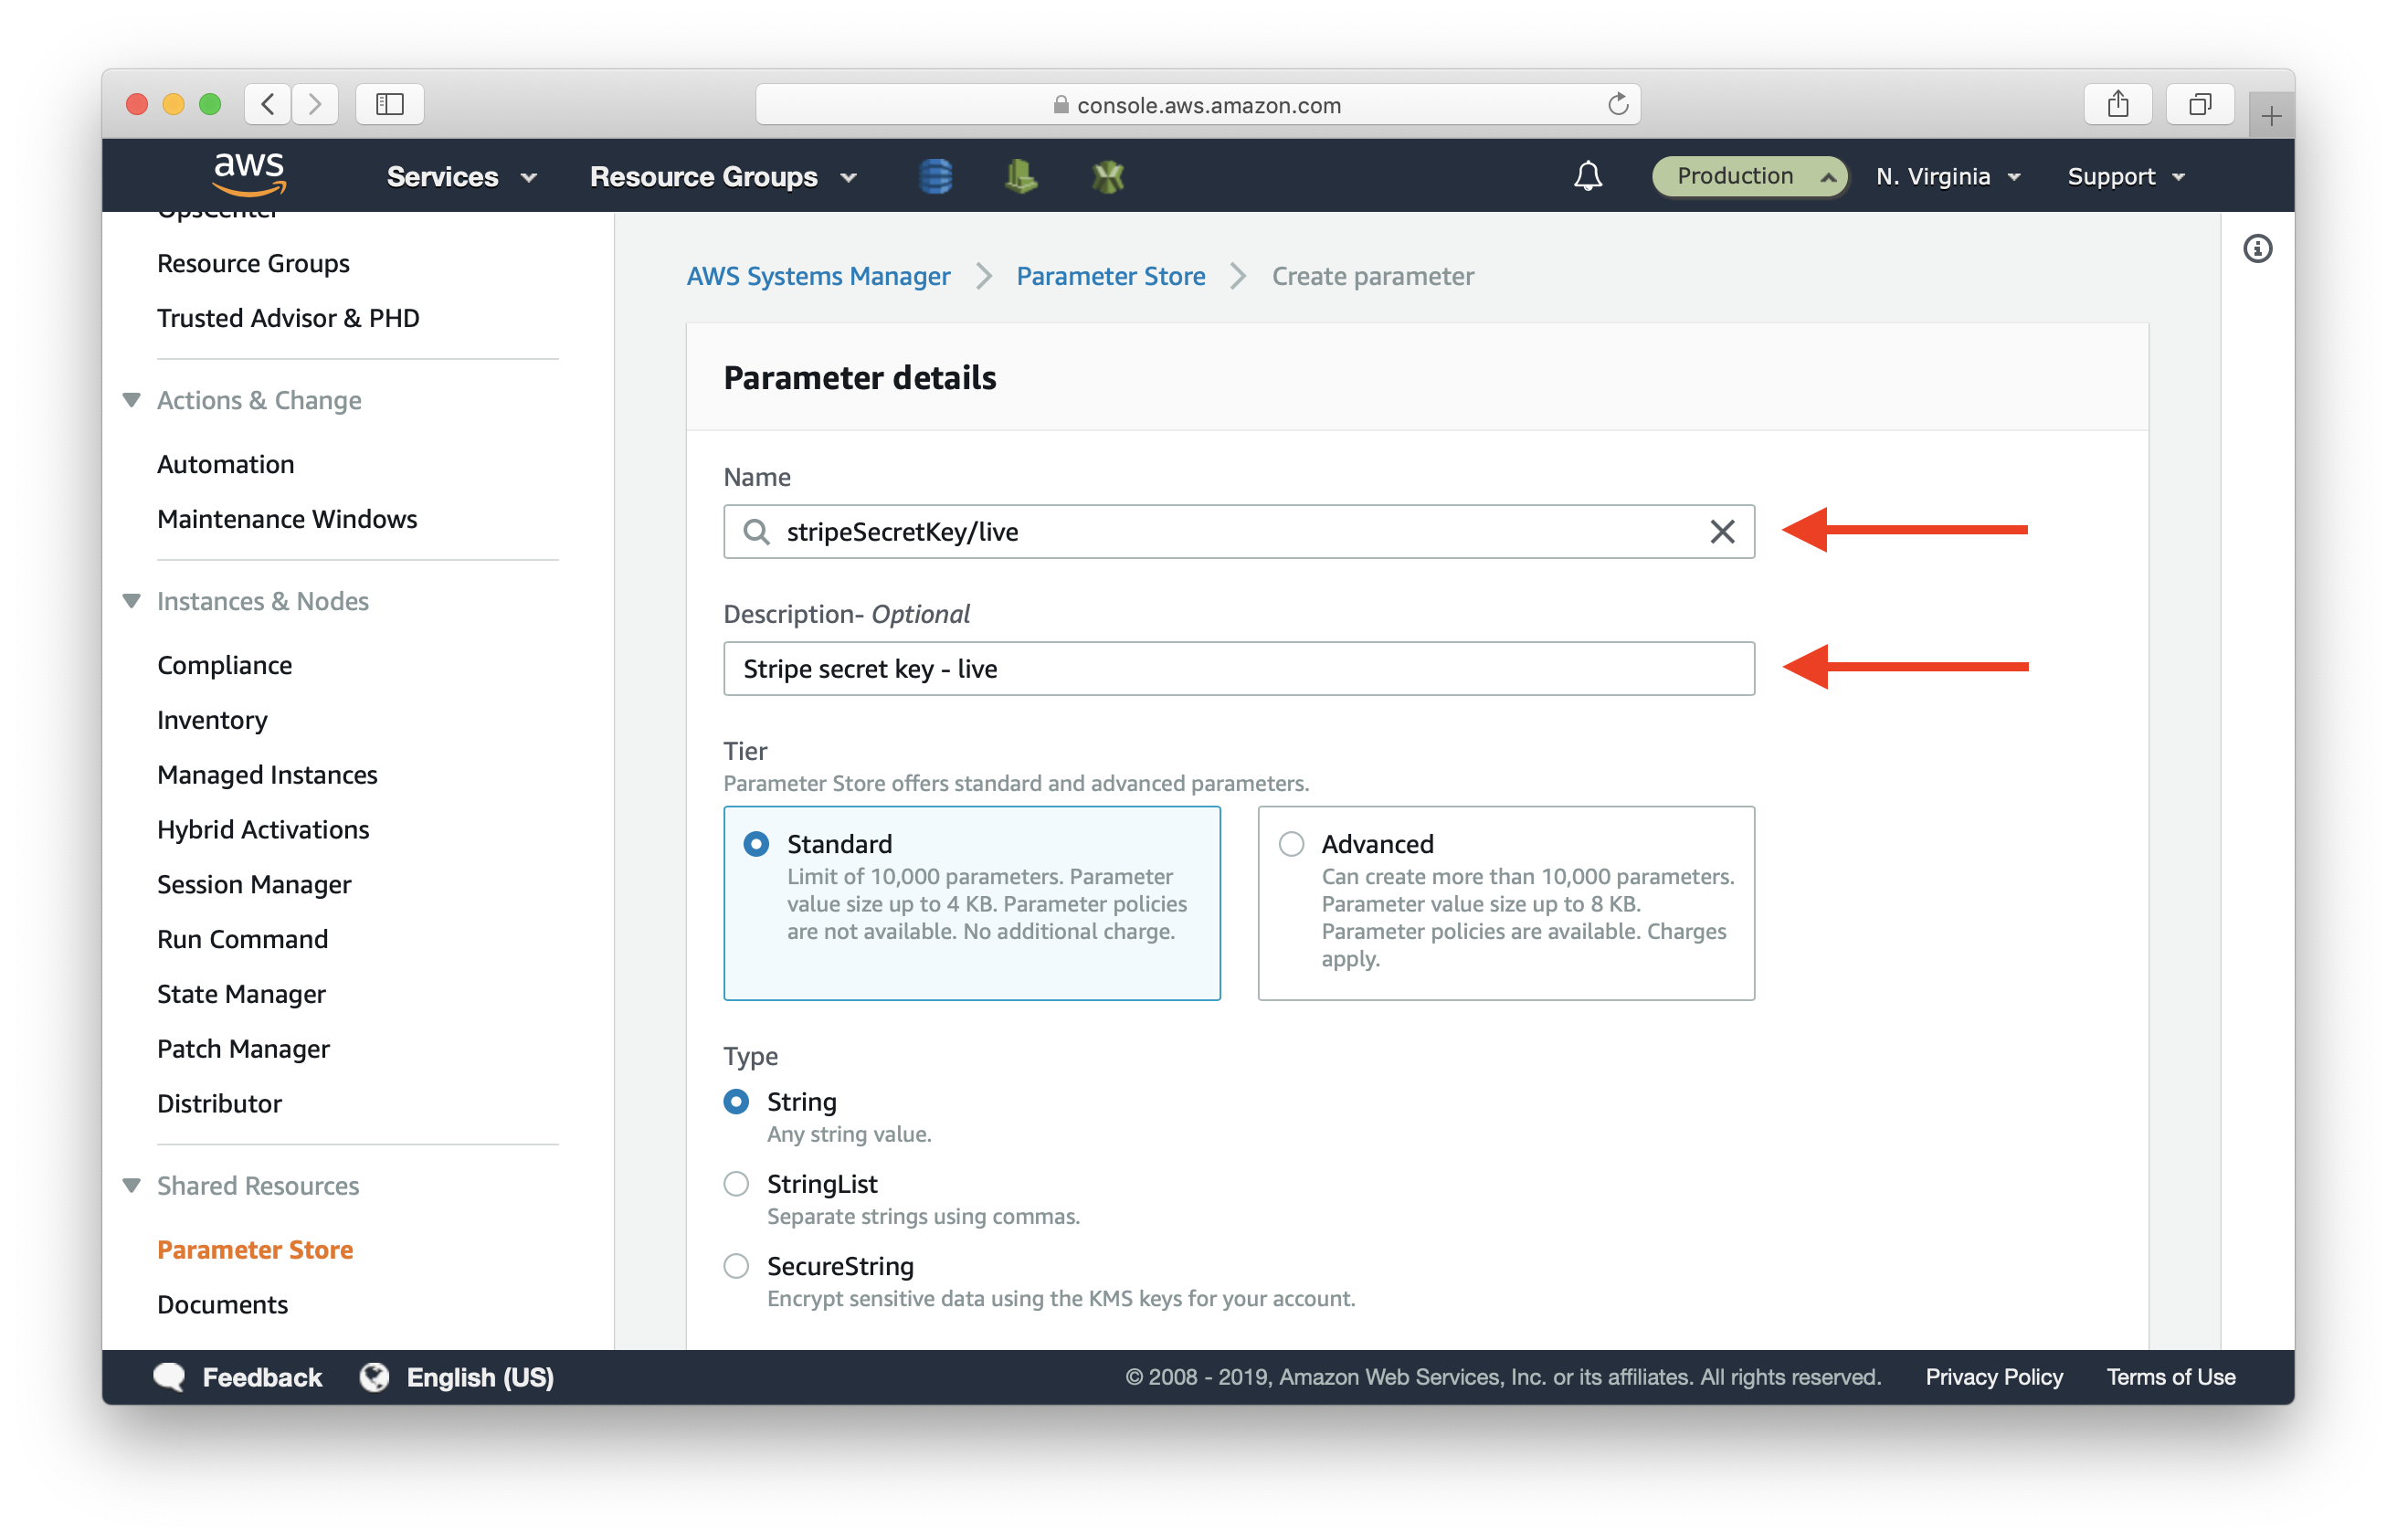 console.aws.amazon.com
aws
Services
Resource Groups
Production
N. Virginia
Support
OpsCenter
Resource Groups
Trusted Advisor & PHD
Actions & Change
Automation
Maintenance Windows
Instances & Nodes
Compliance
Inventory
Managed Instances
Hybrid Activations
Session Manager
Run Command
State Manager
Patch Manager
Distributor
Shared Resources
Parameter Store
Documents
AWS Systems Manager
Parameter Store
Create parameter
Parameter details
Name
stripeSecretKey/live
Description- Optional
Stripe secret key - live
Tier
Parameter Store offers standard and advanced parameters.
Standard
Limit of 10,000 parameters. Parameter
value size up to 4 KB. Parameter policies
are not available. No additional charge.
Advanced
Can create more than 10,000 parameters.
Parameter value size up to 8 KB.
Parameter policies are available. Charges
apply.
Type
String
Any string value.
StringList
Separate strings using commas.
SecureString
Encrypt sensitive data using the KMS keys for your account.
Feedback
English (US)
© 2008 - 2019, Amazon Web Services, Inc. or its affiliates. All rights reserved.
Privacy Policy
Terms of Use